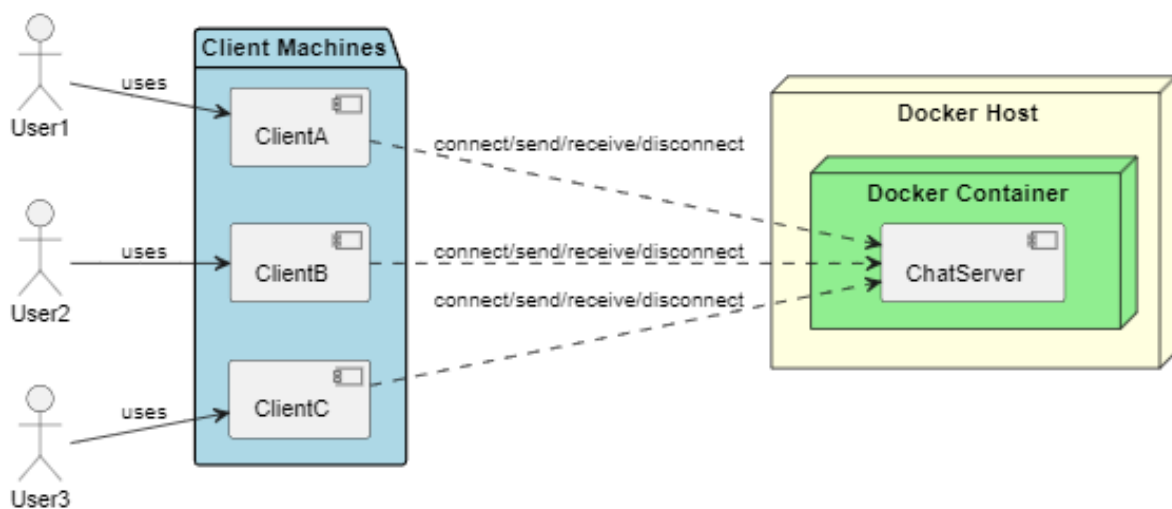 User1
uses
Client Machines
ClientA
connect/send/receive/disconnect
Docker Host
Docker Container
User2
uses
ClientB
connect/send/receive/disconnect
ChatServer
connect/send/receive/disconnect
User3
uses
ClientC